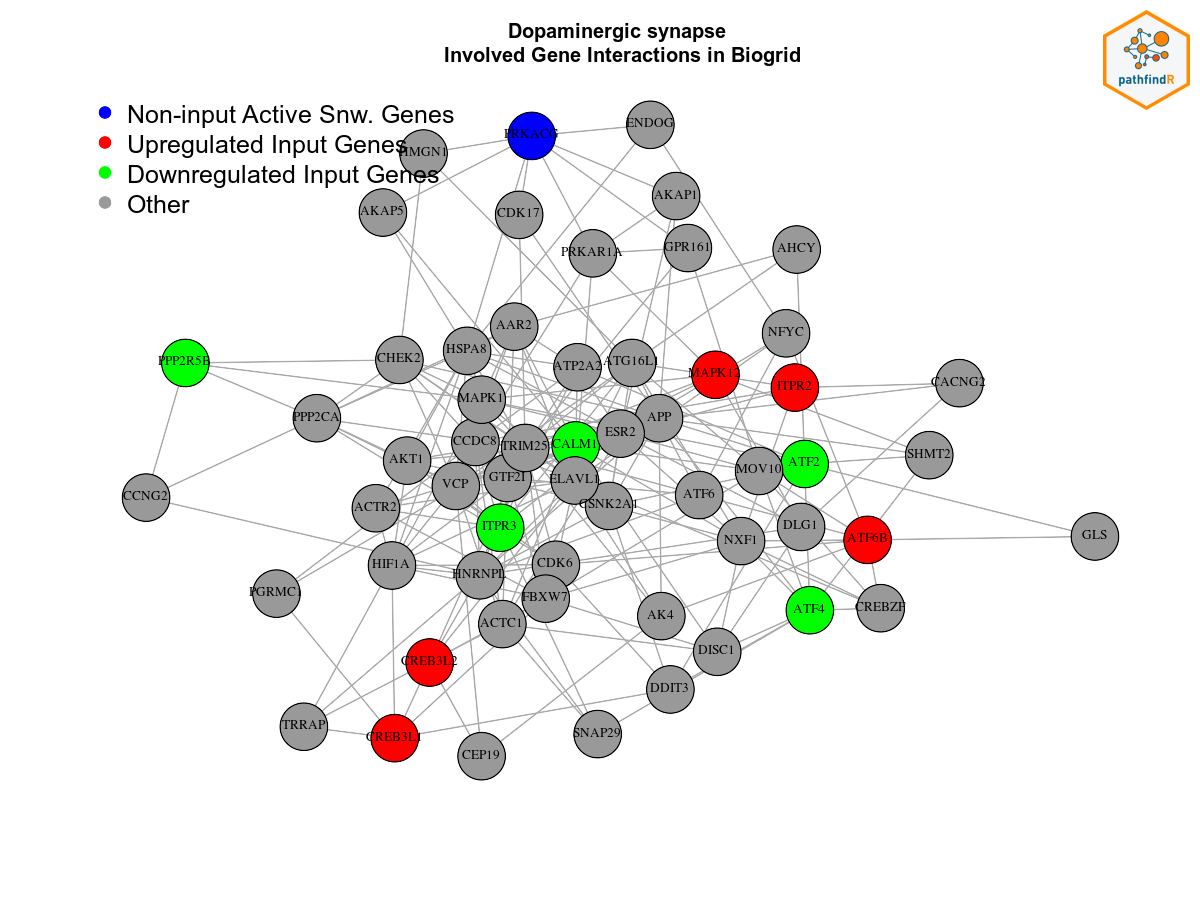 Dopaminergic synapse
Involved Gene Interactions in Biogrid
pathfindR
Non-input Active Snw. Genes
Upregulated Input Genes
Downregulated Input Genes
Other
PRKACG
ENDOG
HMGN1
AKAP5
CDK17
AKAP1
PRKAR1A
GPR161
AHCY
AAR2
NFYC
HSPA8
CHEK2
PPP2R5B
ATP2A2
ATG16L1
MAPK12
ITPR2
CACNG2
MAPK1
PPP2CA
APP
ESR2
CCDC8
TRIM25
CALM1
AKT1
MOV10
ATF2
SHMT2
VCP
GTF2I
ELAVL1
CCNG2
ACTR2
CSNK2A1
ATF6
ITPR3
DLG1
NXF1
ATF6B
GLS
HIF1A
HNRNPL
CDK6
PGRMC1
FBXW7
ACTC1
AK4
ATF4
CREBZF
DISC1
CREB3L2
DDIT3
TRRAP
CREB3L1
SNAP29
CEP19